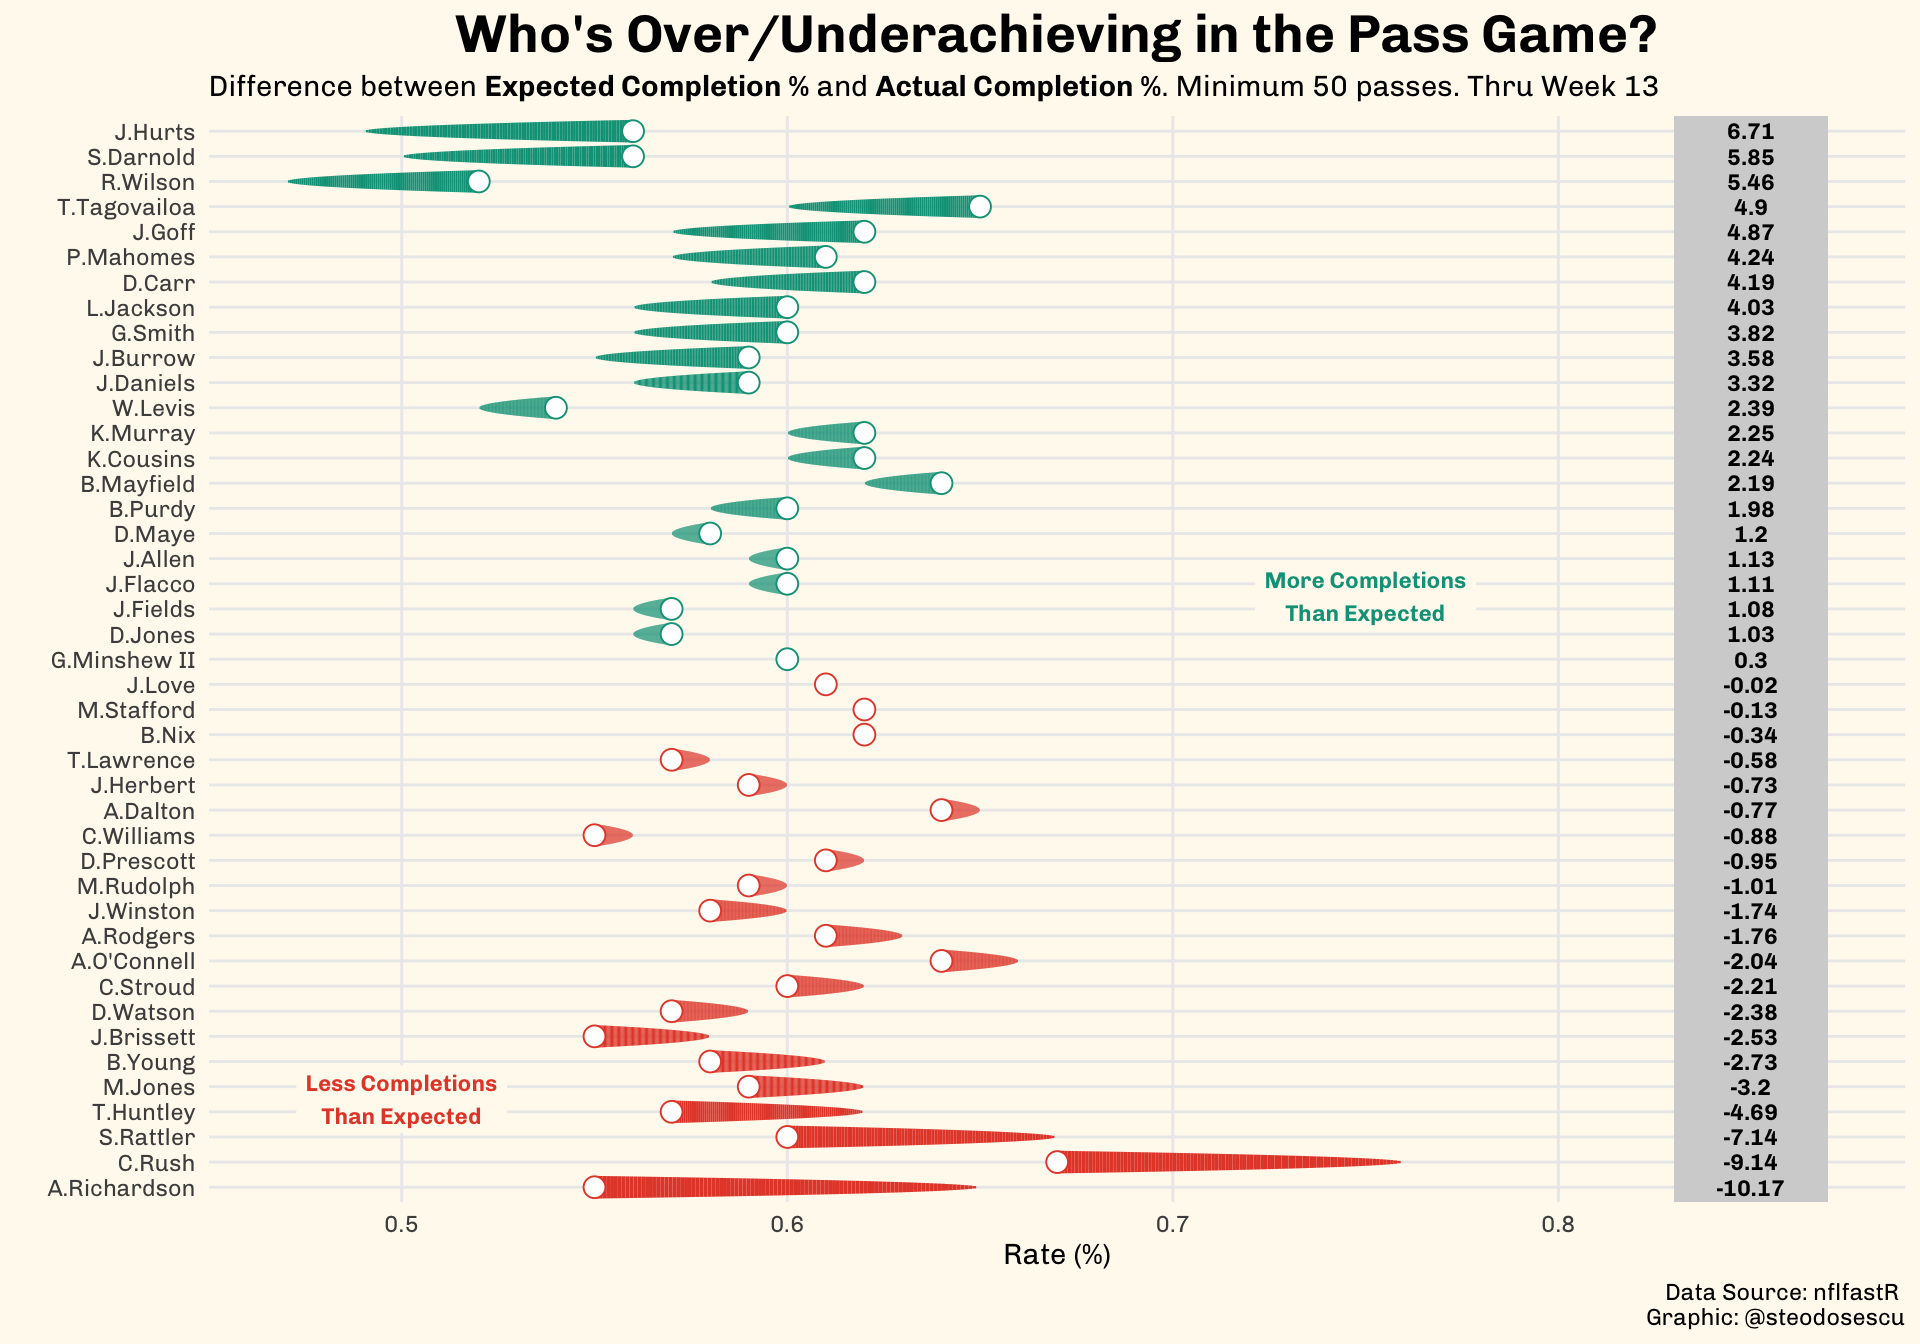 Who's Over/Underachieving in the Pass Game?
Difference between Expected Completion % and Actual Completion %. Minimum 50 passes. Thru Week 13
J.Hurts 6.71
S.Darnold 5.85
R.Wilson 5.46
T.Tagovailoa 4.9
J.Goff 4.87
P.Mahomes 4.24
D.Carr 4.19
L.Jackson 4.03
G.Smith 3.82
J.Burrow 3.58
J.Daniels 3.32
W.Levis 2.39
K.Murray 2.25
K.Cousins 2.24
B.Mayfield 2.19
B.Purdy 1.98
D.Maye 1.2
J.Allen 1.13
J.Flacco 1.11
More Completions
Than Expected
J.Fields 1.08
D.Jones 1.03
G.Minshew II 0.3
J.Love -0.02
M.Stafford -0.13
B.Nix -0.34
T.Lawrence -0.58
J.Herbert -0.73
A.Dalton -0.77
C.Williams -0.88
D.Prescott -0.95
M.Rudolph -1.01
J.Winston -1.74
A.Rodgers -1.76
A.O'Connell -2.04
C.Stroud -2.21
D.Watson -2.38
J.Brissett -2.53
B.Young -2.73
M.Jones -3.2
Less Completions
Than Expected
T.Huntley -4.69
S.Rattler -7.14
C.Rush -9.14
A.Richardson -10.17
0.5 0.6 0.7 0.8
Rate (%)
Data Source: nflfastR
Graphic: @steodosescu